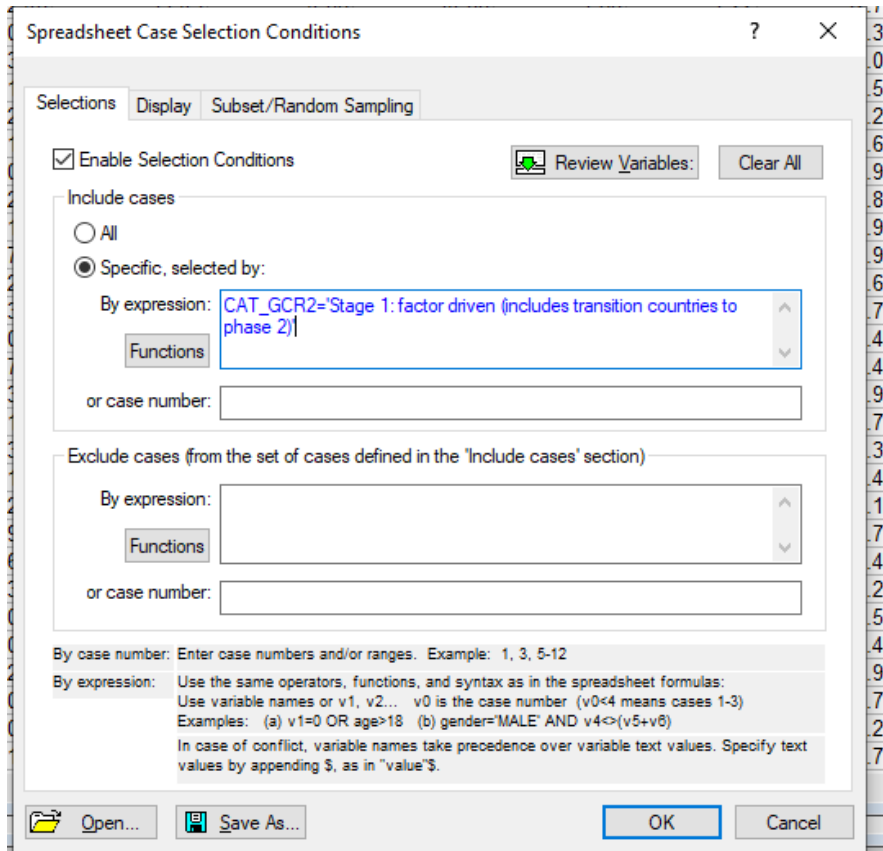 Spreadsheet Case Selection Conditions
?
Selections
Display
Subset/Random Sampling
Enable Selection Conditions
Review Variables:
Clear All
Include cases
All
Specific, selected by:
By expression:
CAT_GCR2='Stage 1: factor driven (includes transition countries to
phase 2)'
Functions
or case number:
Exclude cases (from the set of cases defined in the 'Include cases' section)
By expression:
Functions
or case number:
By case number: Enter case numbers and/or ranges. Example: 1, 3, 5-12
By expression: Use the same operators, functions, and syntax as in the spreadsheet formulas:
Use variable names or v1, v2... v0 is the case number (v0<4 means cases 1-3)
Examples: (a) v1=0 OR age>18 (b) gender='MALE' AND v4<>(v5+v6)
In case of conflict, variable names take precedence over variable text values. Specify text
values by appending $, as in "value"$.
Open...
Save As...
OK
Cancel